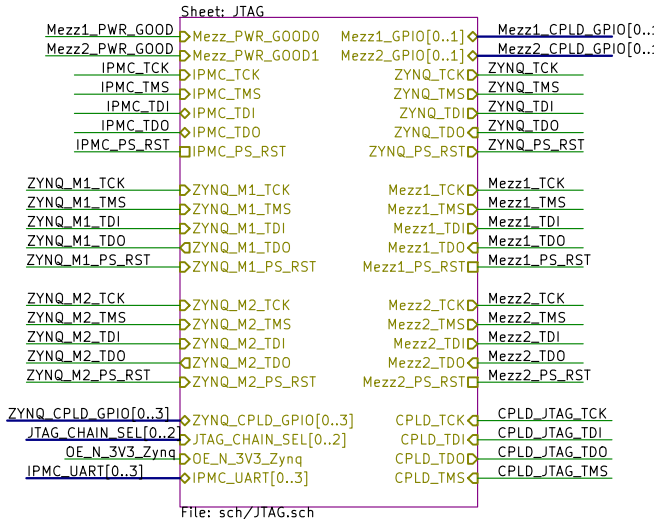 Sheet: JTAG
Mezz1_PWR_GOOD Mezz_PWR_GOOD0 Mezz1_GPIO[0..1] Mezz1_CPLD_GPIO[0..1
Mezz2_PWR_GOOD Mezz_PWR_GOOD1 Mezz2_GPIO[0..1] Mezz2_CPLD_GPIO[0..1
IPMC_TCK IPMC_TCK ZYNQ_TCK ZYNQ_TCK
IPMC_TMS IPMC_TMS ZYNQ_TMS ZYNQ_TMS
IPMC_TDI IPMC_TDI ZYNQ_TDI ZYNQ_TDI
IPMC_TDO IPMC_TDO ZYNQ_TDO ZYNQ_TDO
IPMC_PS_RST IPMC_PS_RST ZYNQ_PS_RST ZYNQ_PS_RST
ZYNQ_M1_TCK ZYNQ_M1_TCK Mezz1_TCK Mezz1_TCK
ZYNQ_M1_TMS ZYNQ_M1_TMS Mezz1_TMS Mezz1_TMS
ZYNQ_M1_TDI ZYNQ_M1_TDI Mezz1_TDI Mezz1_TDI
ZYNQ_M1_TDO ZYNQ_M1_TDO Mezz1_TDO Mezz1_TDO
ZYNQ_M1_PS_RST ZYNQ_M1_PS_RST Mezz1_PS_RST Mezz1_PS_RST
ZYNQ_M2_TCK ZYNQ_M2_TCK Mezz2_TCK Mezz2_TCK
ZYNQ_M2_TMS ZYNQ_M2_TMS Mezz2_TMS Mezz2_TMS
ZYNQ_M2_TDI ZYNQ_M2_TDI Mezz2_TDI Mezz2_TDI
ZYNQ_M2_TDO ZYNQ_M2_TDO Mezz2_TDO Mezz2_TDO
ZYNQ_M2_PS_RST ZYNQ_M2_PS_RST Mezz2_PS_RST Mezz2_PS_RST
ZYNQ_CPLD_GPIO[0..3] ZYNQ_CPLD_GPIO[0..3] CPLD_TCK CPLD_JTAG_TCK
JTAG_CHAIN_SEL[0..2] JTAG_CHAIN_SEL[0..2] CPLD_TDI CPLD_JTAG_TDI
OE_N_3V3_Zynq OE_N_3V3_Zynq CPLD_TDO CPLD_JTAG_TDO
IPMC_UART[0..3] IPMC_UART[0..3] CPLD_TMS CPLD_JTAG_TMS
File: sch/JTAG.sch